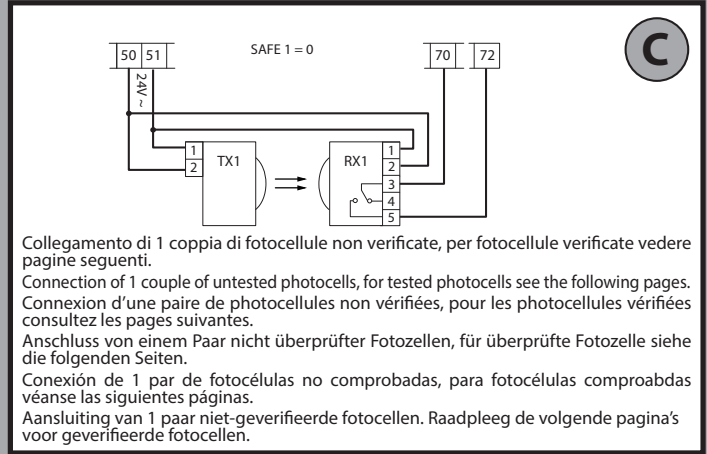 50 51
SAFE 1 = 0
70 72
C
24V ~
1
2
TX1
RX1
1
2
3
4
5
Collegamento di 1 coppia di fotocellule non verificate, per fotocellule verificate vedere
pagine seguenti.
Connection of 1 couple of untested photocells, for tested photocells see the following pages.
Connexion d'une paire de photocellules non vérifiées, pour les photocellules vérifiées
consultez les pages suivantes.
Anschluss von einem Paar nicht überprüfter Fotozellen, für überprüfte Fotozelle siehe
die folgenden Seiten.
Conexión de 1 par de fotocélulas no comprobadas, para fotocélulas comproabdas
véanse las siguientes páginas.
Aansluiting van 1 paar niet-geverifieerde fotocellen. Raadpleeg de volgende pagina's
voor geverifieerde fotocellen.